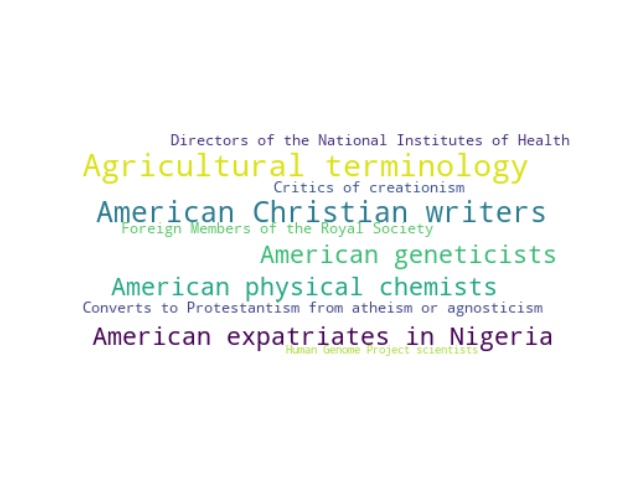 Directors of the National Institutes of Health
Agricultural terminology
Critics of creationism
American Christian writers
Foreign Members of the Royal Society
American geneticists
American physical chemists
Converts to Protestantism from atheism or agnosticism
American expatriates in Nigeria
Human Genome Project scientists